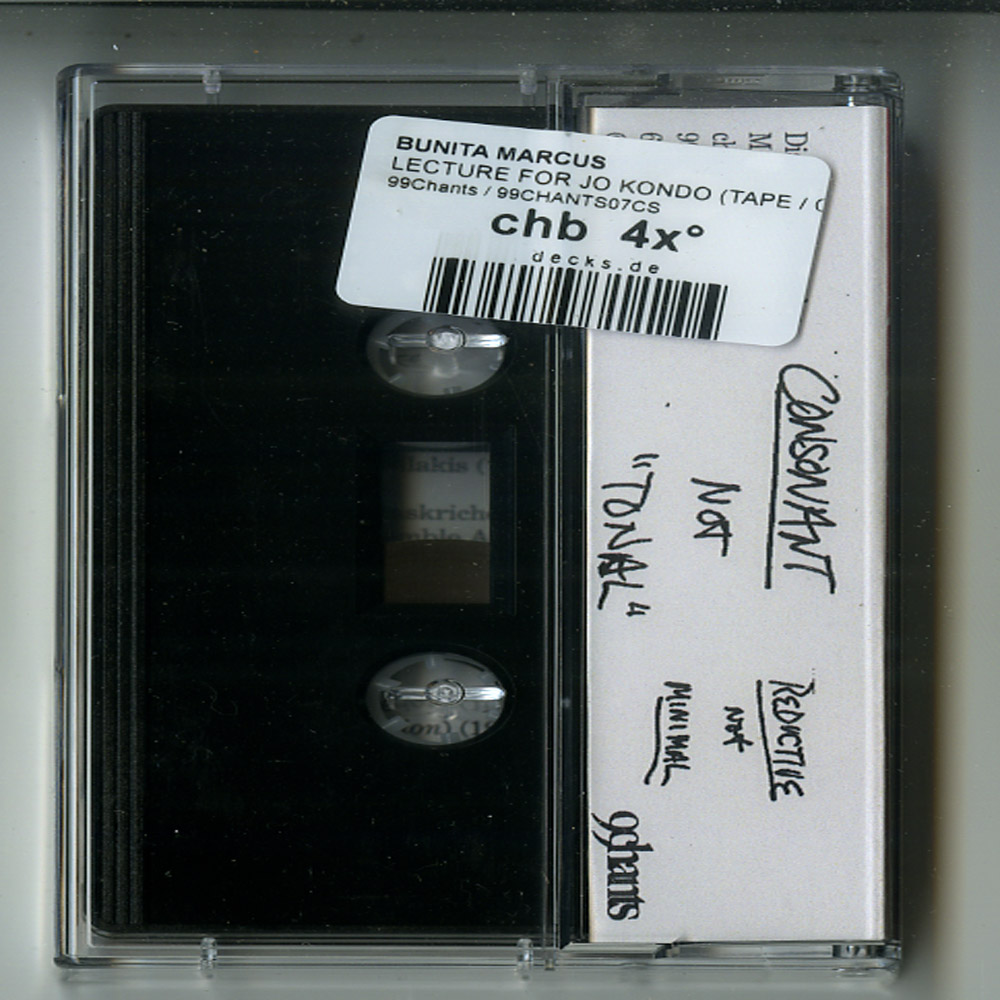 BUNITA MARCUS
LECTURE FOR JO KONDO (TAPE /
99Chants / 99CHANTS07CS
chb 4x°
decks.de
CONSONANT
NOT
"TONAL"
REDUCTIVE
NOT
MINIMAL
99chants